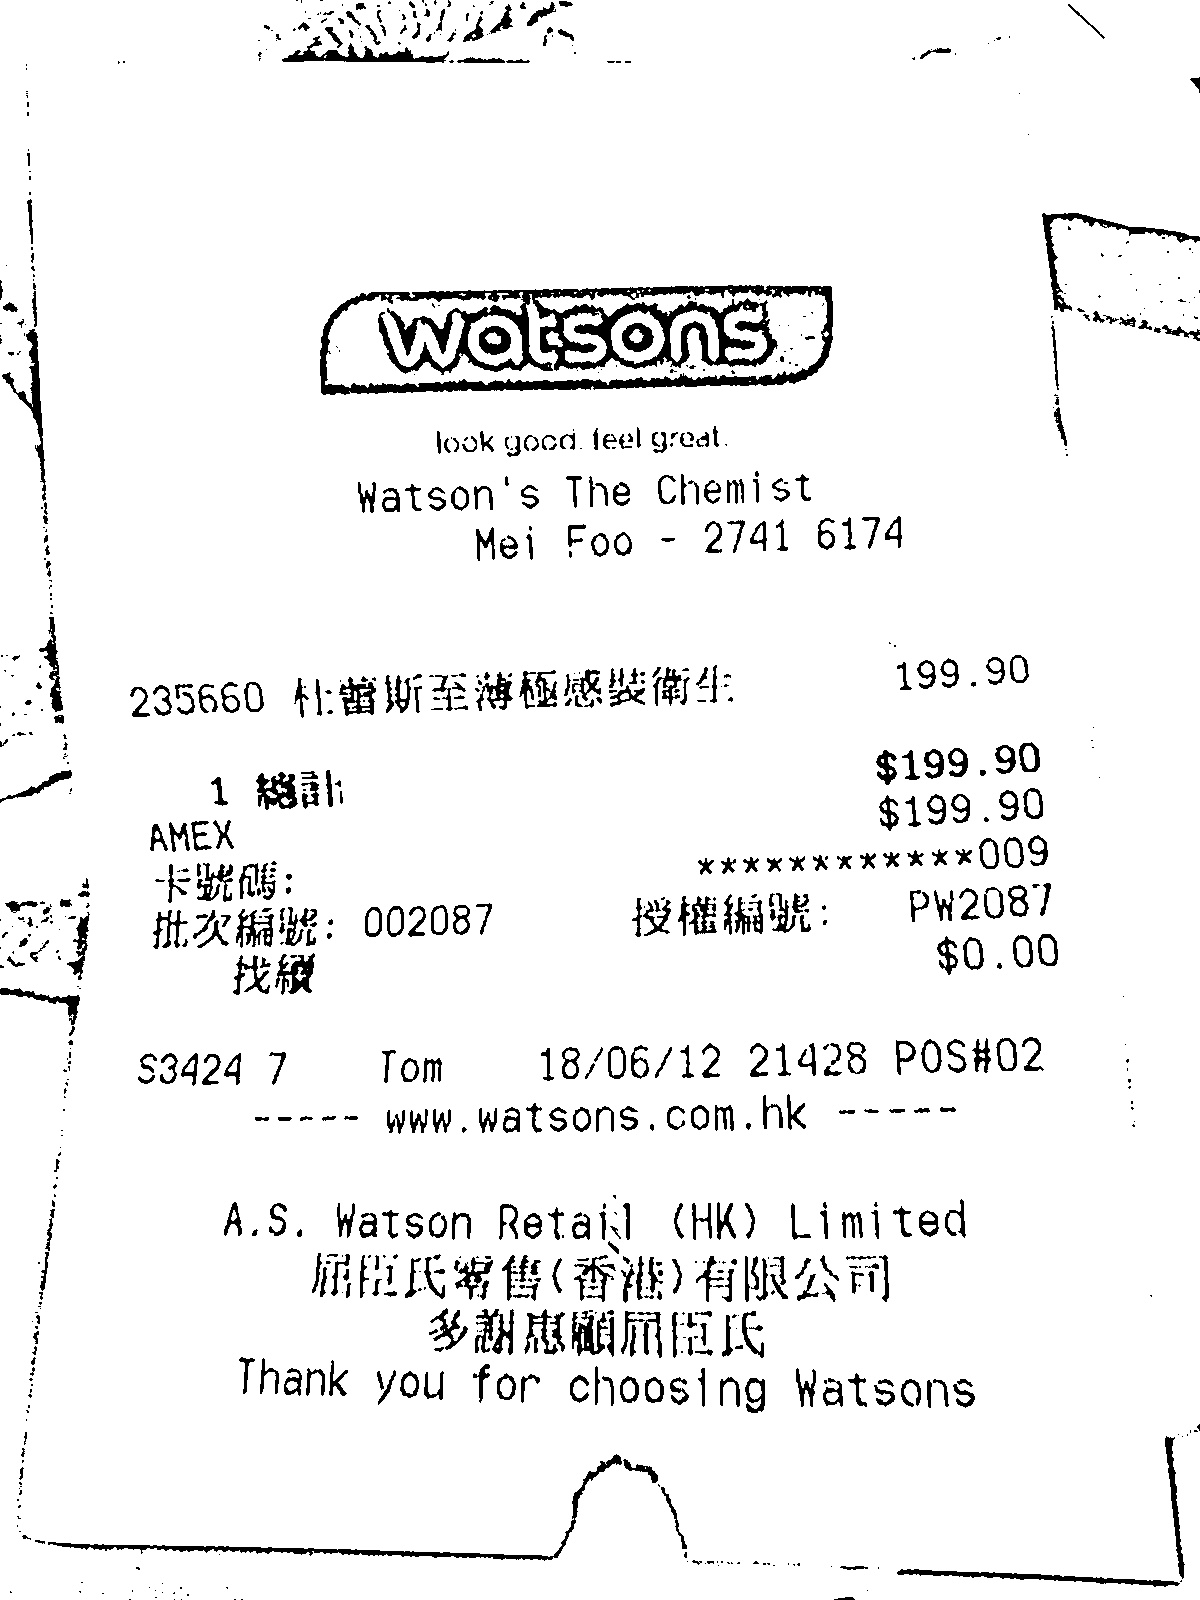 watsons
look good. feel great.
Watson's The Chemist
Mei Foo - 2741 6174
235660 杜蕾斯至薄極感裝衛生 199.90
1 總計 $199.90
AMEX $199.90
卡號碼: ************009
批次編號: 002087 授權編號: PW2087
找續 $0.00
S3424 7 Tom 18/06/12 21428 POS#02
----- www.watsons.com.hk -----
A.S. Watson Retail (HK) Limited
屈臣氏零售(香港)有限公司
多謝惠顧屈臣氏
Thank you for choosing Watsons